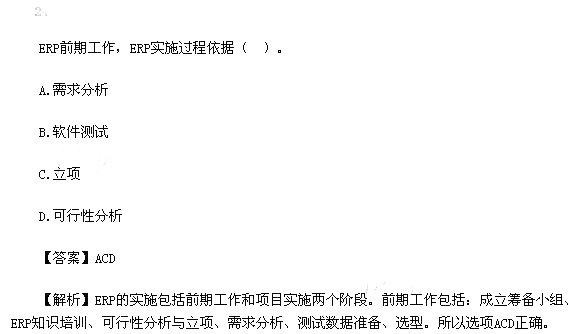 2、
ERP前期工作，ERP实施过程依据（ ）。
A.需求分析
B.软件测试
C.立项
D.可行性分析
【答案】ACD
【解析】ERP的实施包括前期工作和项目实施两个阶段。前期工作包括：成立筹备小组、
ERP知识培训、可行性分析与立项、需求分析、测试数据准备、选型。所以选项ACD正确。